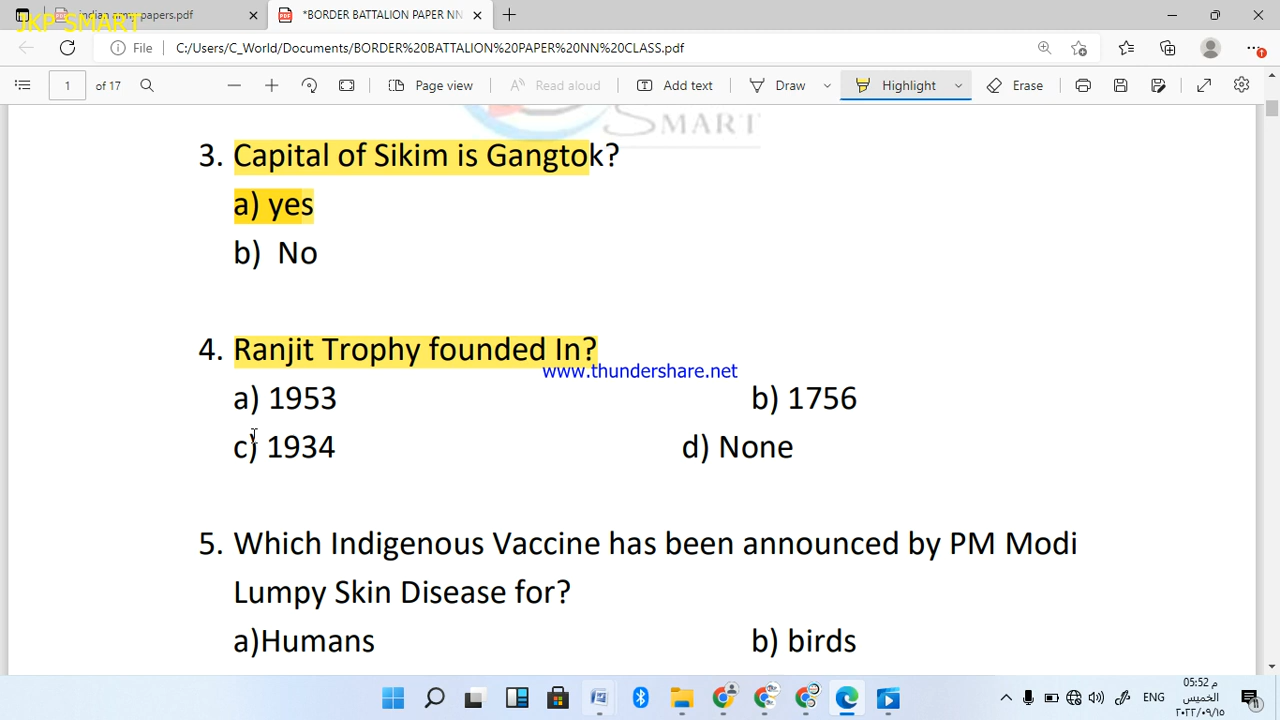 JKP SMART
indian army papers.pdf
*BORDER BATTALION PAPER NN
File
C:/Users/C_World/Documents/BORDER%20BATTALION%20PAPER%20NN%20CLASS.pdf
1 of 17
Page view
Read aloud
Add text
Draw
Highlight
Erase
SMART
3. Capital of Sikim is Gangtok?
a) yes
b) No
4. Ranjit Trophy founded In?
www.thundershare.net
a) 1953 b) 1756
c) 1934 d) None
5. Which Indigenous Vaccine has been announced by PM Modi
Lumpy Skin Disease for?
a)Humans b) birds
ENG
05:52 م
الخميس
٢٠٢٢/٠٩/١٥